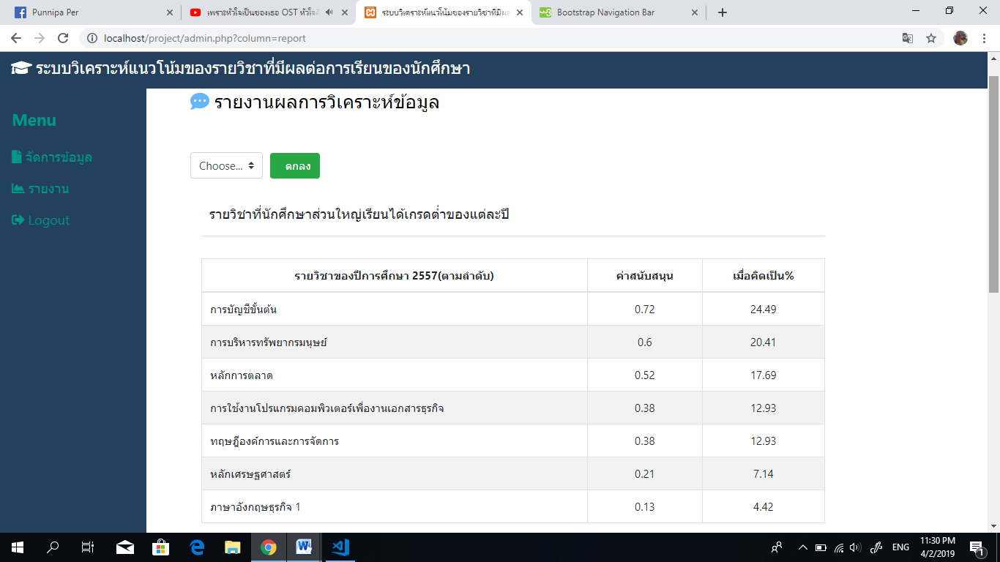 Punnipa Per
เพราะหัวใจเป็นของเธอ OST หัวใจ
ระบบวิเคราะห์แนวโน้มของรายวิชาที่มีผล
Bootstrap Navigation Bar
localhost/project/admin.php?column=report
ระบบวิเคราะห์แนวโน้มของรายวิชาที่มีผลต่อการเรียนของนักศึกษา
Menu
จัดการข้อมูล
รายงาน
Logout
รายงานผลการวิเคราะห์ข้อมูล
Choose... ตกลง
รายวิชาที่นักศึกษาส่วนใหญ่เรียนได้เกรดต่ำของแต่ละปี
รายวิชาของปีการศึกษา 2557(ตามลำดับ) ค่าสนับสนุน เมื่อคิดเป็น%
การบัญชีขั้นต้น 0.72 24.49
การบริหารทรัพยากรมนุษย์ 0.6 20.41
หลักการตลาด 0.52 17.69
การใช้งานโปรแกรมคอมพิวเตอร์เพื่องานเอกสารธุรกิจ 0.38 12.93
ทฤษฎีองค์การและการจัดการ 0.38 12.93
หลักเศรษฐศาสตร์ 0.21 7.14
ภาษาอังกฤษธุรกิจ 1 0.13 4.42
ENG
11:30 PM
4/2/2019
1